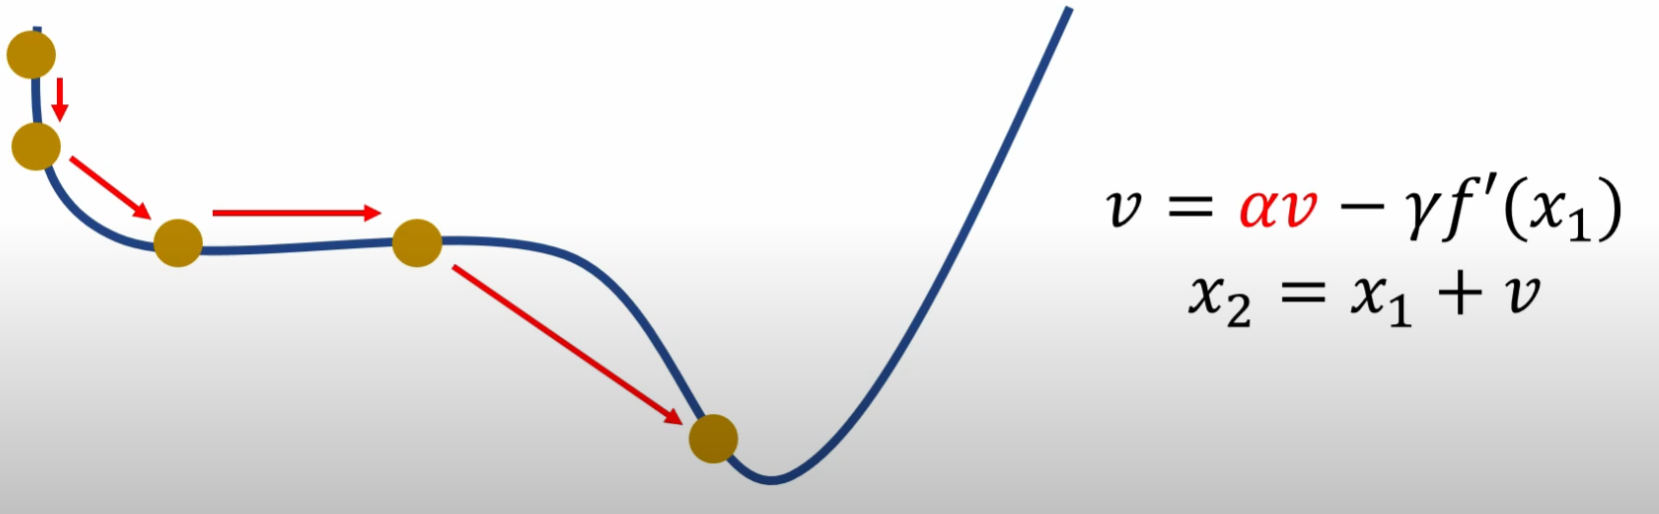 v = αv − γf′(x₁)
x₂ = x₁ + v